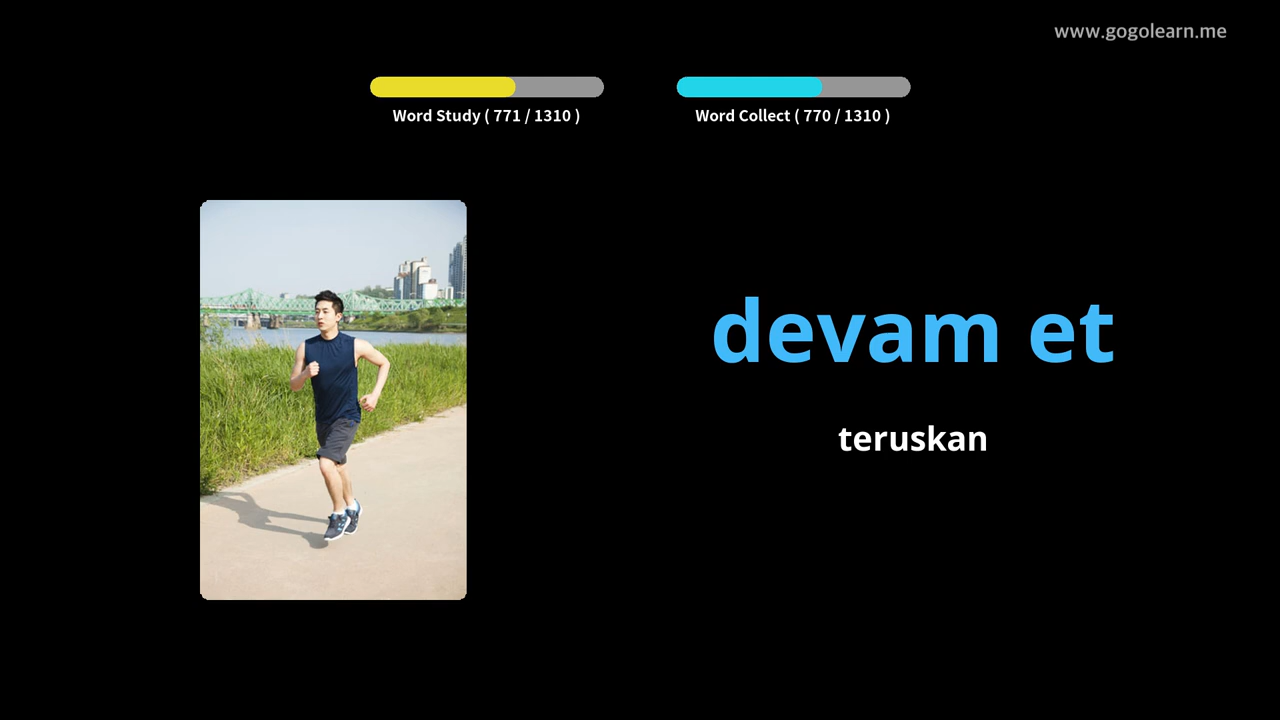 www.gogolearn.me
Word Study ( 771 / 1310 )
Word Collect ( 770 / 1310 )
devam et
teruskan